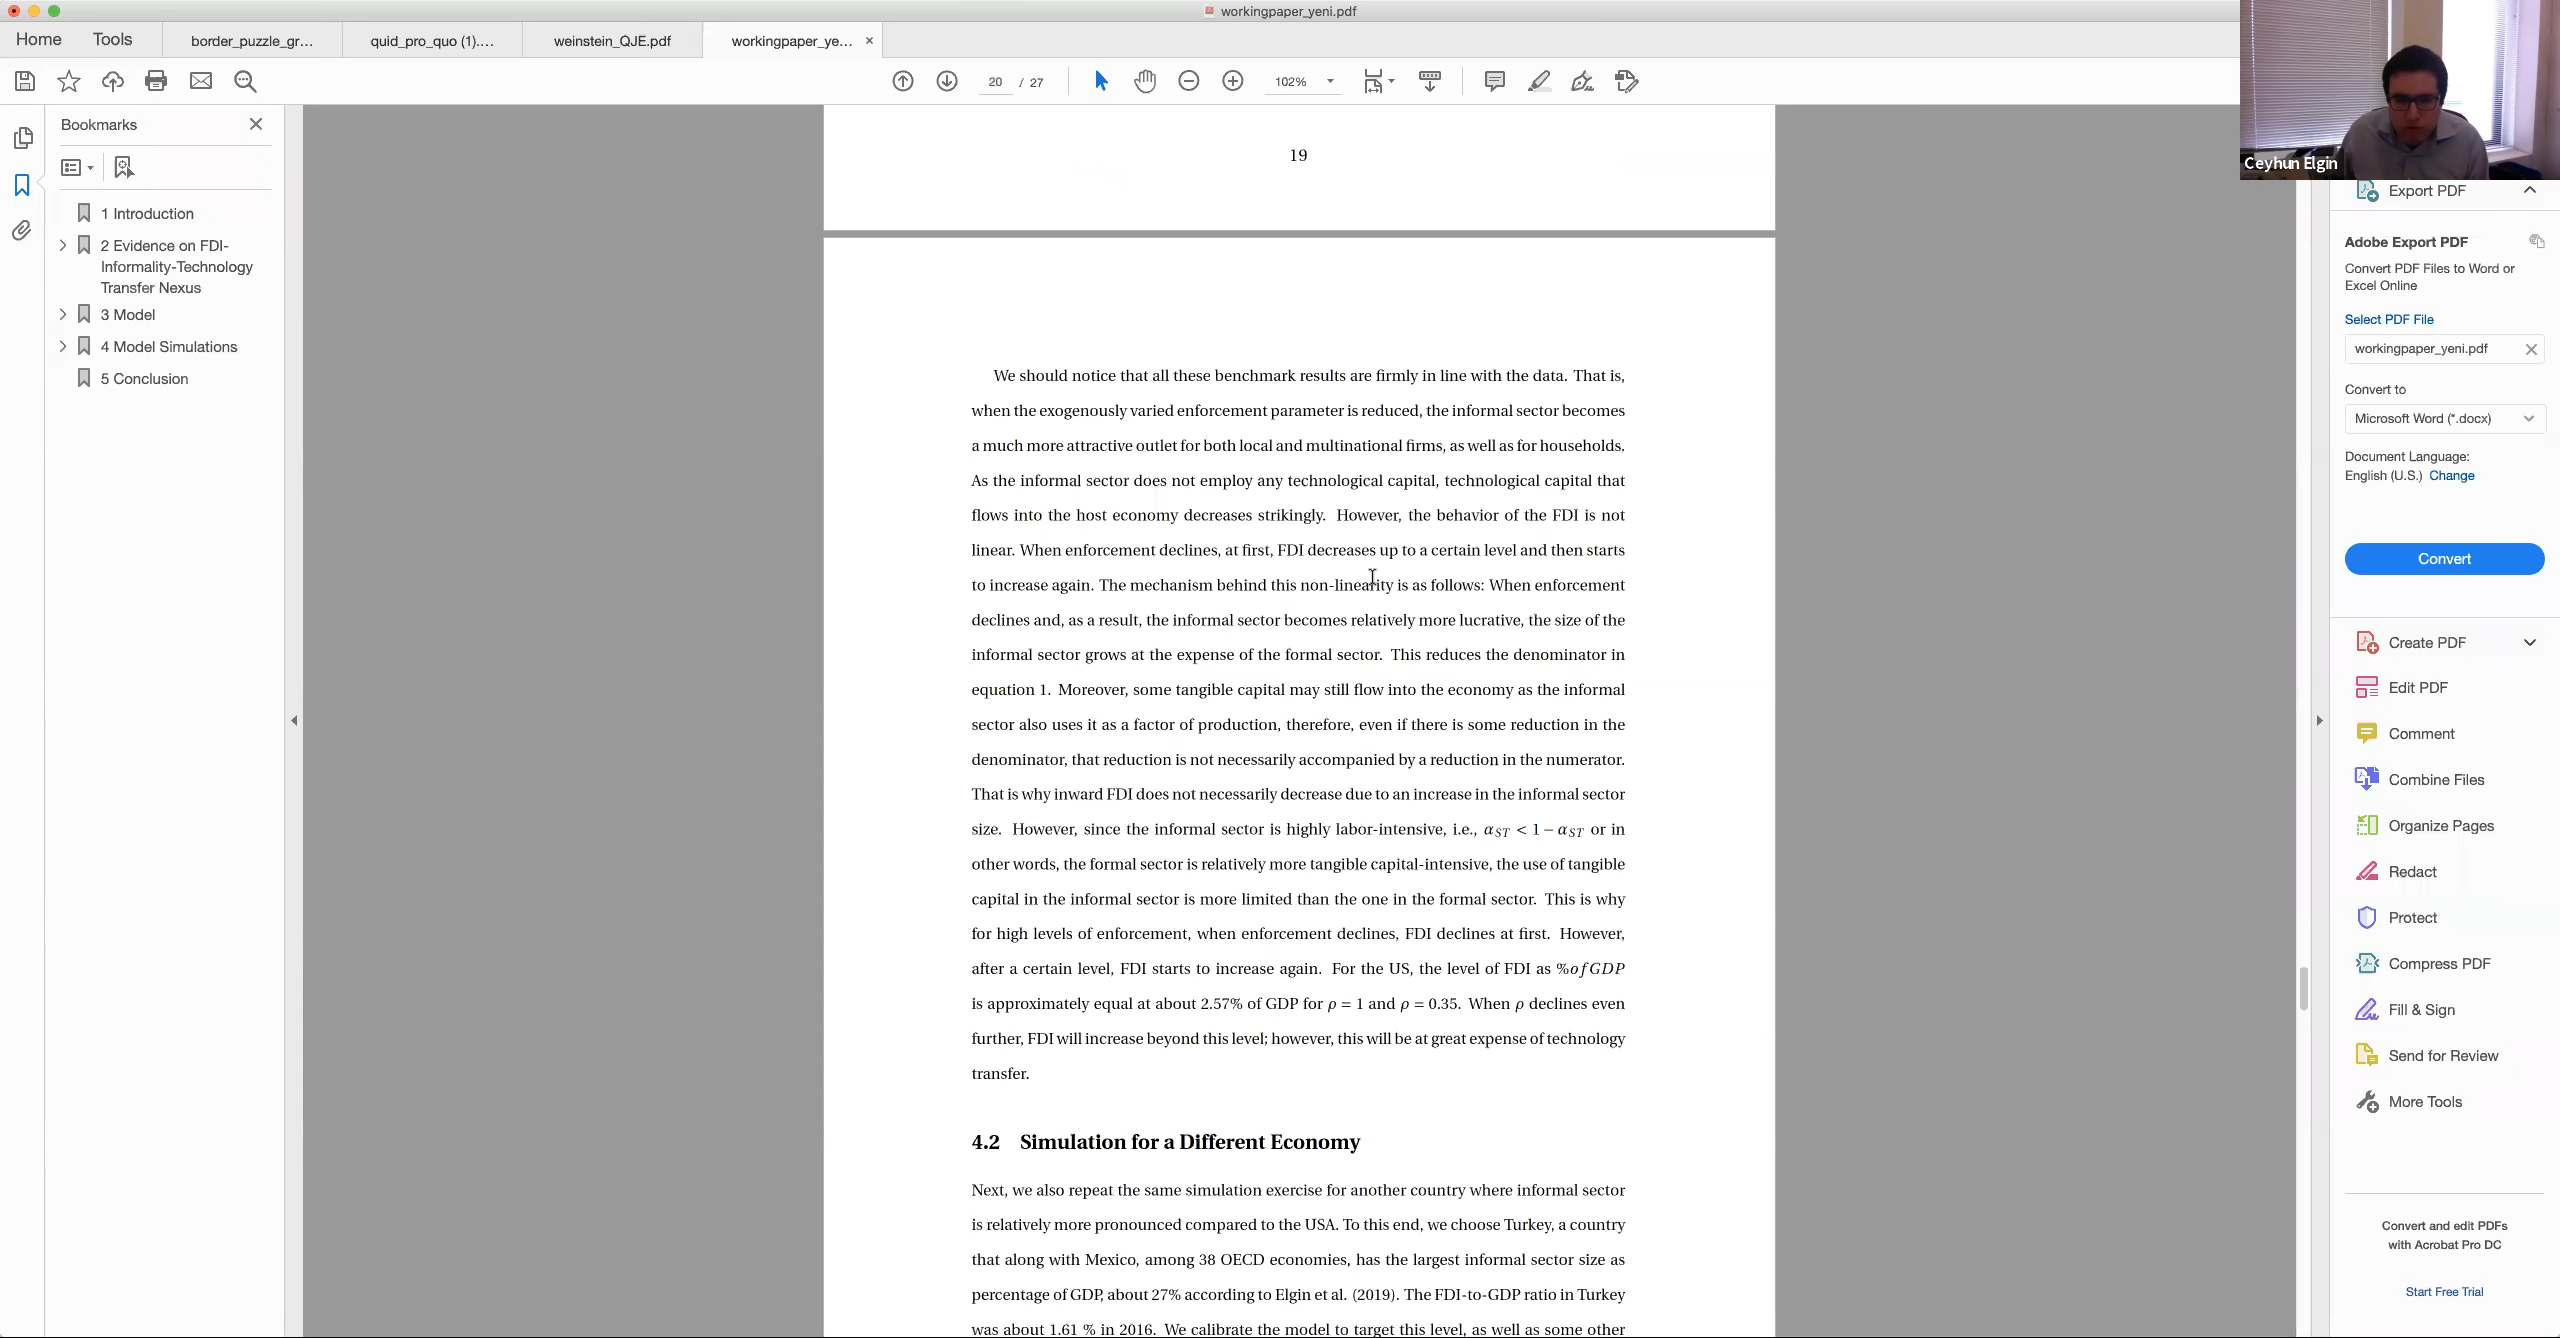 workingpaper_yeni.pdf
Home
Tools
border_puzzle_gr...
quid_pro_quo (1)....
weinstein_QJE.pdf
workingpaper_ye... ×
20 / 27
102%
Ceyhun Elgin
Bookmarks
1 Introduction
2 Evidence on FDI-
Informality-Technology
Transfer Nexus
3 Model
4 Model Simulations
5 Conclusion
19
We should notice that all these benchmark results are firmly in line with the data. That is,
when the exogenously varied enforcement parameter is reduced, the informal sector becomes
a much more attractive outlet for both local and multinational firms, as well as for households.
As the informal sector does not employ any technological capital, technological capital that
flows into the host economy decreases strikingly. However, the behavior of the FDI is not
linear. When enforcement declines, at first, FDI decreases up to a certain level and then starts
to increase again. The mechanism behind this non-linearity is as follows: When enforcement
declines and, as a result, the informal sector becomes relatively more lucrative, the size of the
informal sector grows at the expense of the formal sector. This reduces the denominator in
equation 1. Moreover, some tangible capital may still flow into the economy as the informal
sector also uses it as a factor of production, therefore, even if there is some reduction in the
denominator, that reduction is not necessarily accompanied by a reduction in the numerator.
That is why inward FDI does not necessarily decrease due to an increase in the informal sector
size. However, since the informal sector is highly labor-intensive, i.e., α_ST < 1 − α_ST or in
other words, the formal sector is relatively more tangible capital-intensive, the use of tangible
capital in the informal sector is more limited than the one in the formal sector. This is why
for high levels of enforcement, when enforcement declines, FDI declines at first. However,
after a certain level, FDI starts to increase again. For the US, the level of FDI as %ofGDP
is approximately equal at about 2.57% of GDP for ρ = 1 and ρ = 0.35. When ρ declines even
further, FDI will increase beyond this level; however, this will be at great expense of technology
transfer.
4.2 Simulation for a Different Economy
Next, we also repeat the same simulation exercise for another country where informal sector
is relatively more pronounced compared to the USA. To this end, we choose Turkey, a country
that along with Mexico, among 38 OECD economies, has the largest informal sector size as
percentage of GDP, about 27% according to Elgin et al. (2019). The FDI-to-GDP ratio in Turkey
was about 1.61 % in 2016. We calibrate the model to target this level, as well as some other
Export PDF
Adobe Export PDF
Convert PDF Files to Word or
Excel Online
Select PDF File
workingpaper_yeni.pdf
Convert to
Microsoft Word (*.docx)
Document Language:
English (U.S.) Change
Convert
Create PDF
Edit PDF
Comment
Combine Files
Organize Pages
Redact
Protect
Compress PDF
Fill & Sign
Send for Review
More Tools
Convert and edit PDFs
with Acrobat Pro DC
Start Free Trial